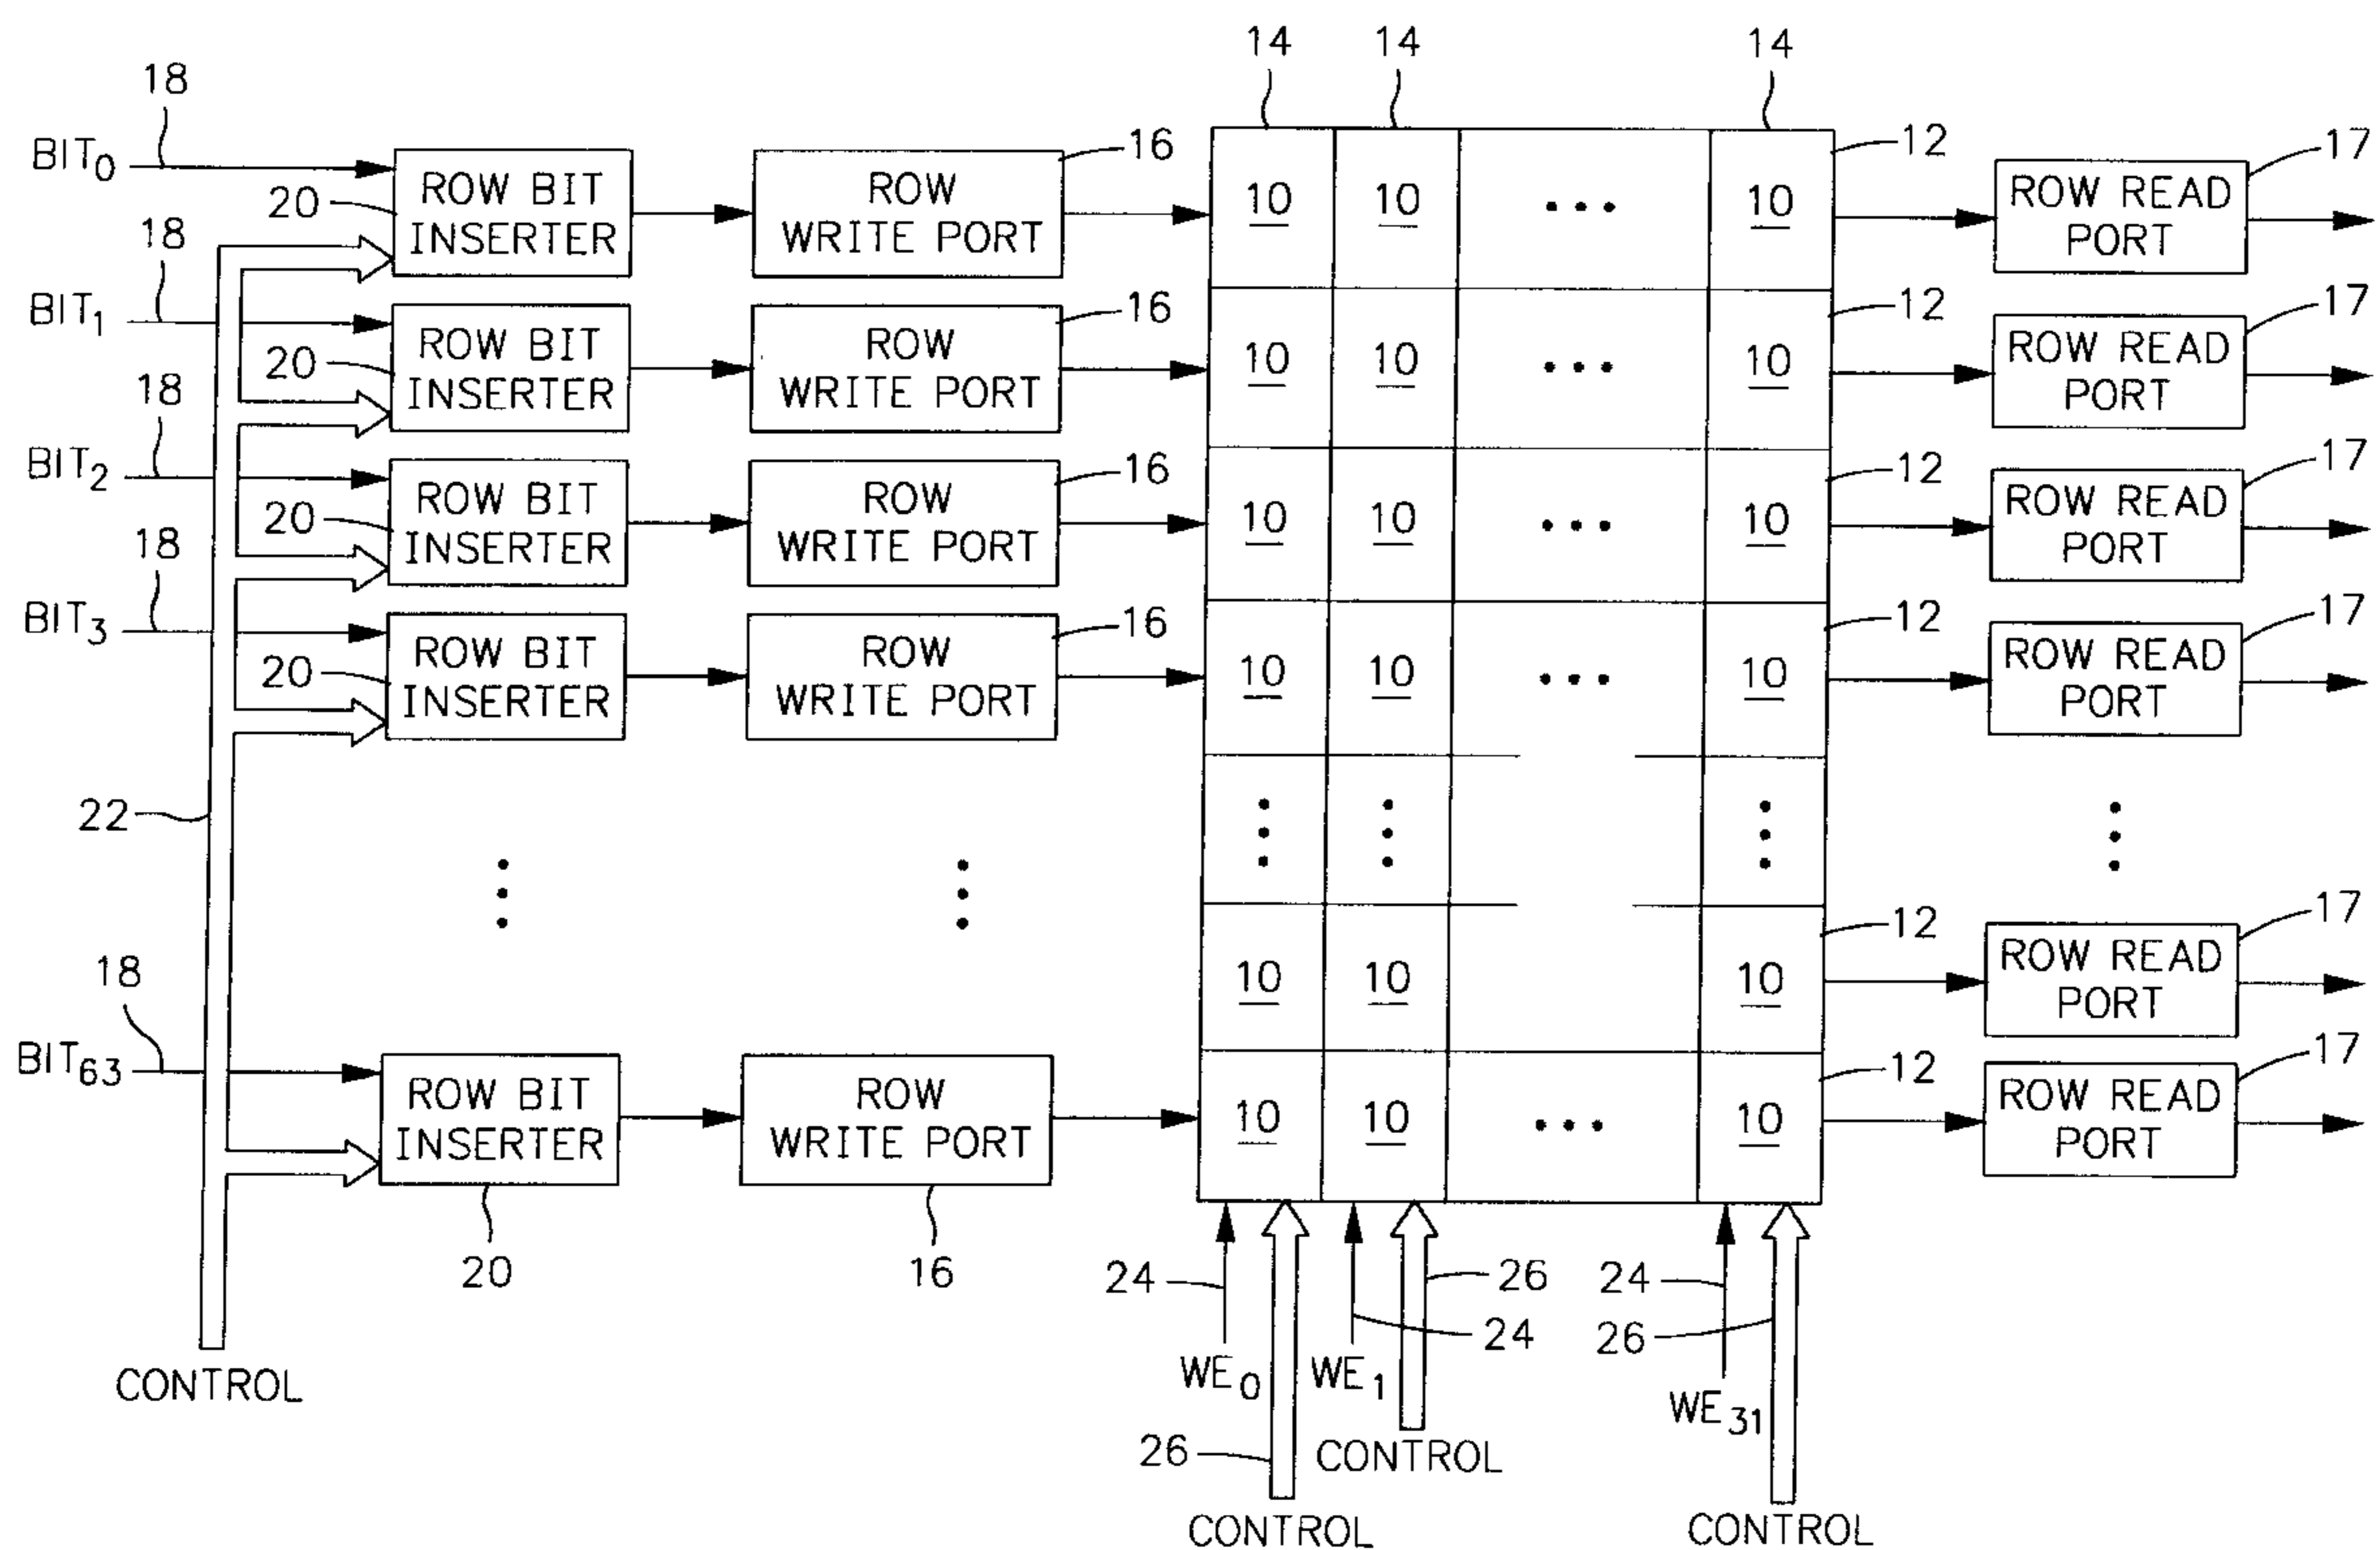 14 14 14
18
BIT0 ROW BIT INSERTER ROW WRITE PORT 16 10 10 ... 10 12 ROW READ PORT 17
20
18
BIT1 ROW BIT INSERTER ROW WRITE PORT 16 10 10 ... 10 12 ROW READ PORT 17
20
18
BIT2 ROW BIT INSERTER ROW WRITE PORT 16 10 10 ... 10 12 ROW READ PORT 17
20
18
BIT3 ROW BIT INSERTER ROW WRITE PORT 16 10 10 ... 10 12 ROW READ PORT 17
20
22
10 10 10 12 ROW READ PORT 17
18
BIT63 ROW BIT INSERTER ROW WRITE PORT 10 10 ... 10 12 ROW READ PORT 17
20 16
24 26 24
24 26
WE0 WE1 WE31
CONTROL
26 CONTROL
CONTROL CONTROL